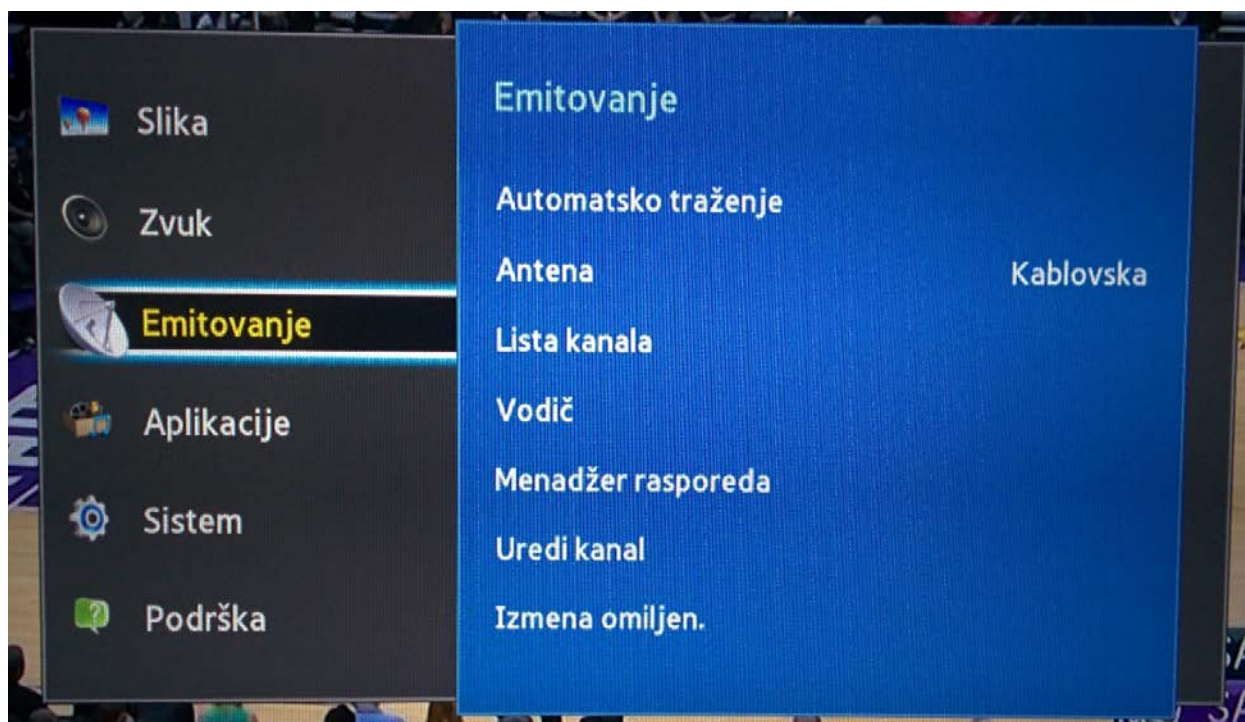 Slika
Zvuk
Emitovanje
Aplikacije
Sistem
Podrška
Emitovanje
Automatsko traženje
Antena Kablovska
Lista kanala
Vodič
Menadžer rasporeda
Uredi kanal
Izmena omiljen.